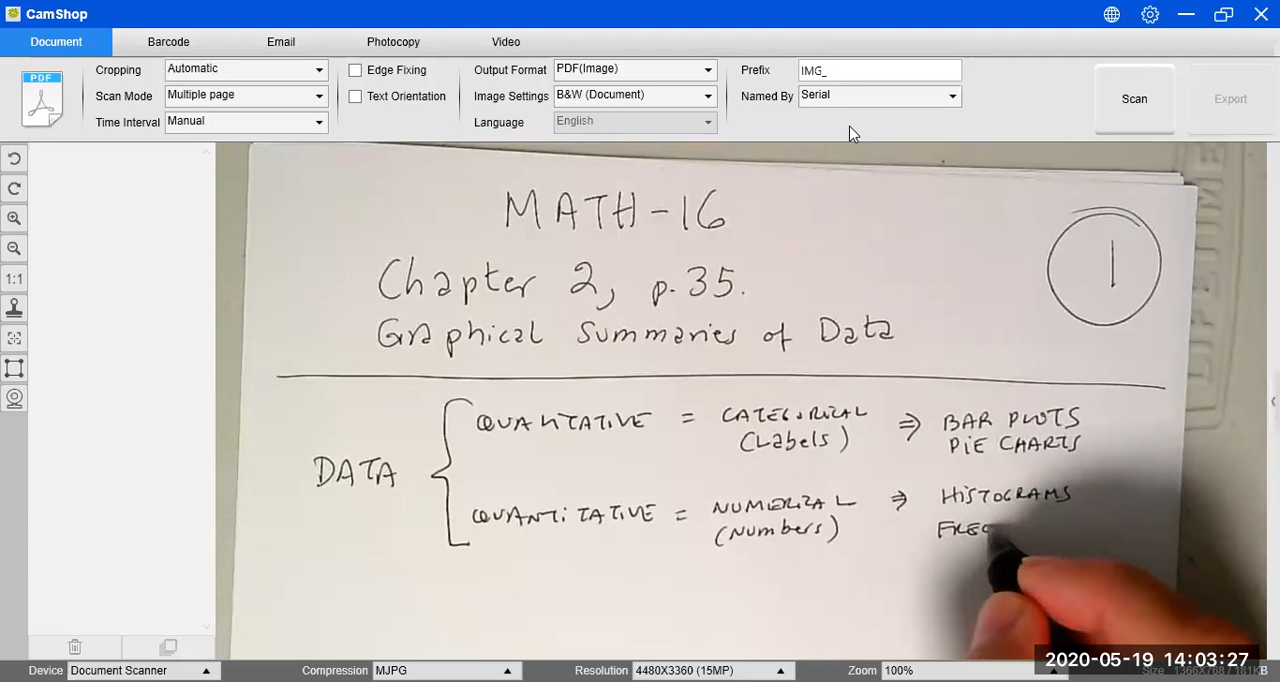 CamShop
Document Barcode Email Photocopy Video
PDF
Cropping Automatic Edge Fixing Output Format PDF(Image) Prefix IMG_
Scan Mode Multiple page Text Orientation Image Settings B&W (Document) Named By Serial Scan Export
Time Interval Manual Language English
1:1
MATH-16
1
Chapter 2, p.35.
Graphical Summaries of Data
DATA
QUALITATIVE = CATEGORICAL ⇒ BAR PLOTS
(Labels) PIE CHARTS
QUANTITATIVE = NUMERICAL ⇒ HISTOGRAMS
(Numbers) FREQ
LIFETIME
Device Document Scanner Compression MJPG Resolution 4480X3360 (15MP) Zoom 100%
2020-05-19 14:03:27